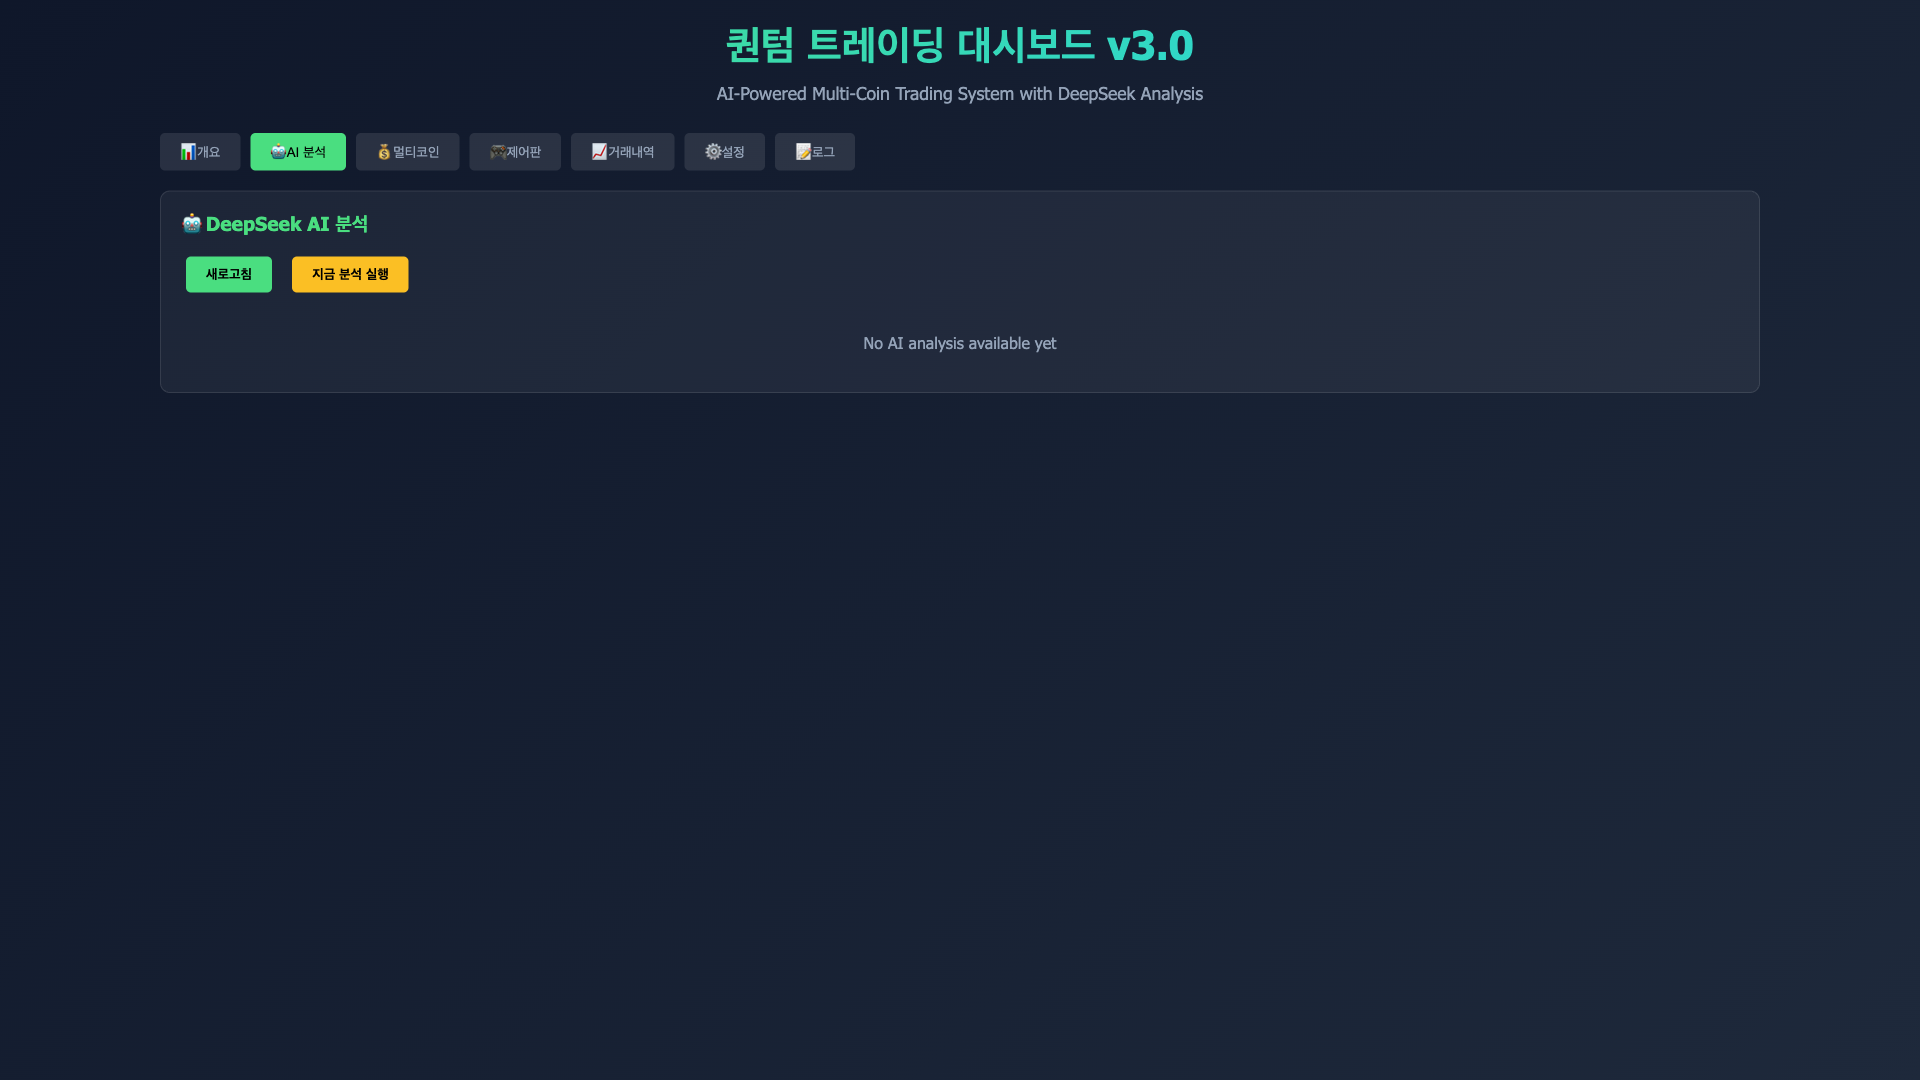 퀀텀 트레이딩 대시보드 v3.0
AI-Powered Multi-Coin Trading System with DeepSeek Analysis
📊개요 🤖AI 분석 💰멀티코인 🎮제어판 📈거래내역 ⚙️설정 📝로그
🤖 DeepSeek AI 분석
새로고침 지금 분석 실행
No AI analysis available yet